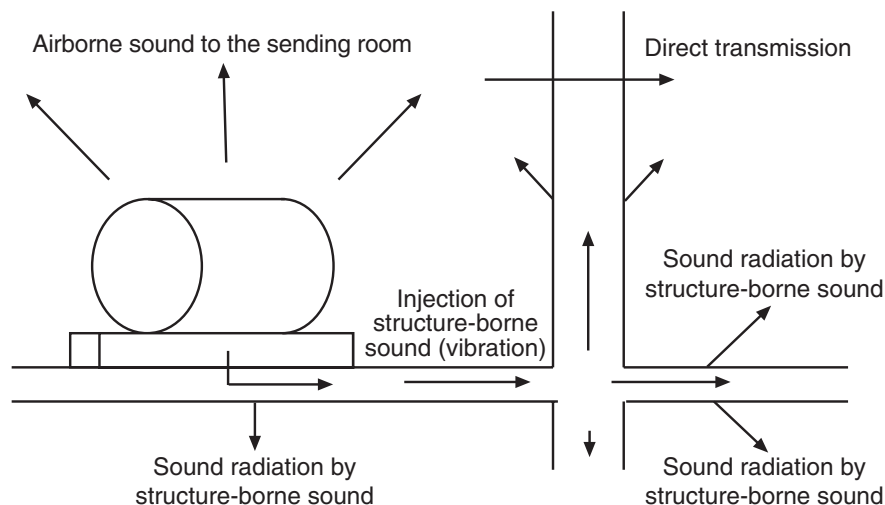 Airborne sound to the sending room
Direct transmission
Injection of
structure-borne
sound (vibration)
Sound radiation by
structure-borne sound
Sound radiation by
structure-borne sound
Sound radiation by
structure-borne sound